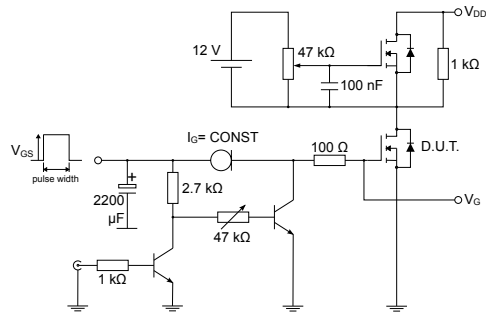 V_DD
12 V
47 kΩ
1 kΩ
100 nF
I_G= CONST
100 Ω
D.U.T.
V_GS
pulse width
+
2200
μF
2.7 kΩ
V_G
47 kΩ
1 kΩ